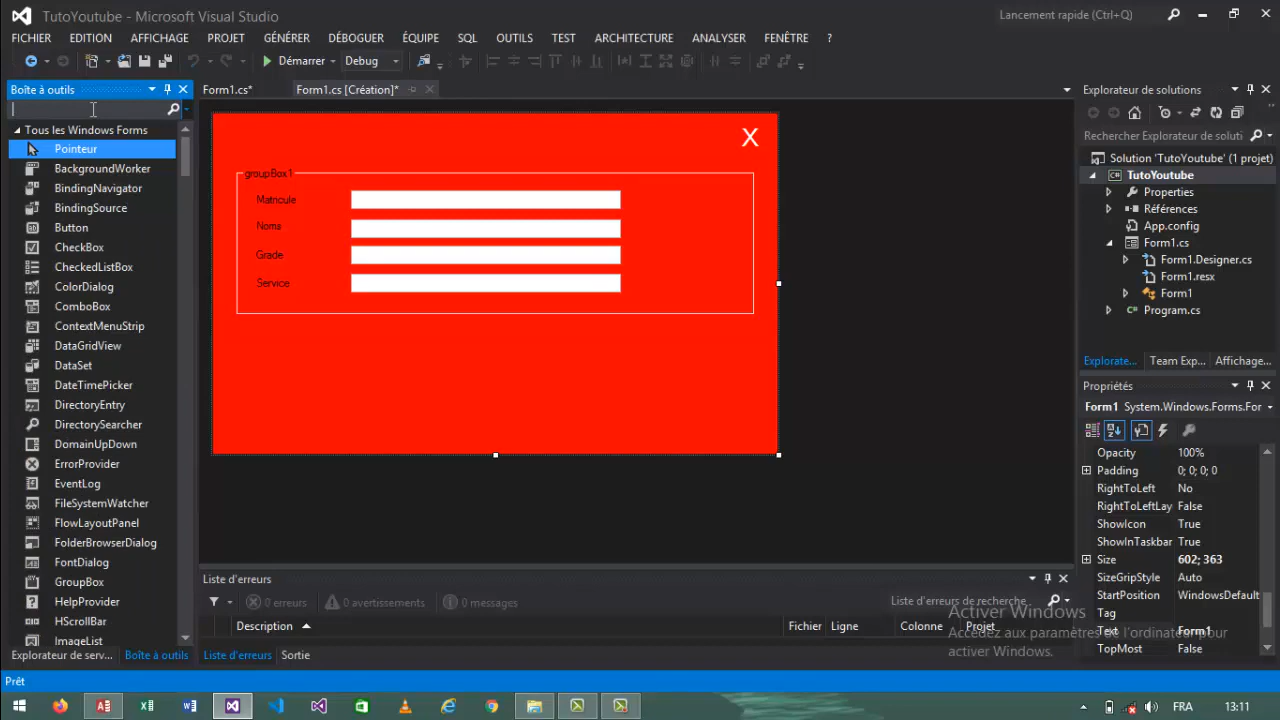 TutoYoutube - Microsoft Visual Studio
Lancement rapide (Ctrl+Q)
FICHIER EDITION AFFICHAGE PROJET GÉNÉRER DÉBOGUER ÉQUIPE SQL OUTILS TEST ARCHITECTURE ANALYSER FENÊTRE ?
Démarrer Debug
Boîte à outils
Tous les Windows Forms
Pointeur
BackgroundWorker
BindingNavigator
BindingSource
Button
CheckBox
CheckedListBox
ColorDialog
ComboBox
ContextMenuStrip
DataGridView
DataSet
DateTimePicker
DirectoryEntry
DirectorySearcher
DomainUpDown
ErrorProvider
EventLog
FileSystemWatcher
FlowLayoutPanel
FolderBrowserDialog
FontDialog
GroupBox
HelpProvider
HScrollBar
ImageList
Explorateur de serv... Boîte à outils
Form1.cs* Form1.cs [Création]*
X
groupBox1
Matricule
Noms
Grade
Service
Liste d'erreurs
0 erreurs 0 avertissements 0 messages
Liste d'erreurs de recherche
Description Fichier Ligne Colonne Projet
Liste d'erreurs Sortie
Explorateur de solutions
Rechercher Explorateur de soluti
Solution 'TutoYoutube' (1 projet)
C# TutoYoutube
Properties
Références
App.config
Form1.cs
Form1.Designer.cs
Form1.resx
Form1
C# Program.cs
Explorate... Team Exp... Affichage...
Propriétés
Form1 System.Windows.Forms.For
Opacity 100%
Padding 0; 0; 0; 0
RightToLeft No
RightToLeftLay False
ShowIcon True
ShowInTaskbar True
Size 602; 363
SizeGripStyle Auto
StartPosition WindowsDefault
Tag
Text Form1
TopMost False
Activer Windows
Accédez aux paramètres de l'ordinateur pour
activer Windows.
Prêt
FRA 13:11